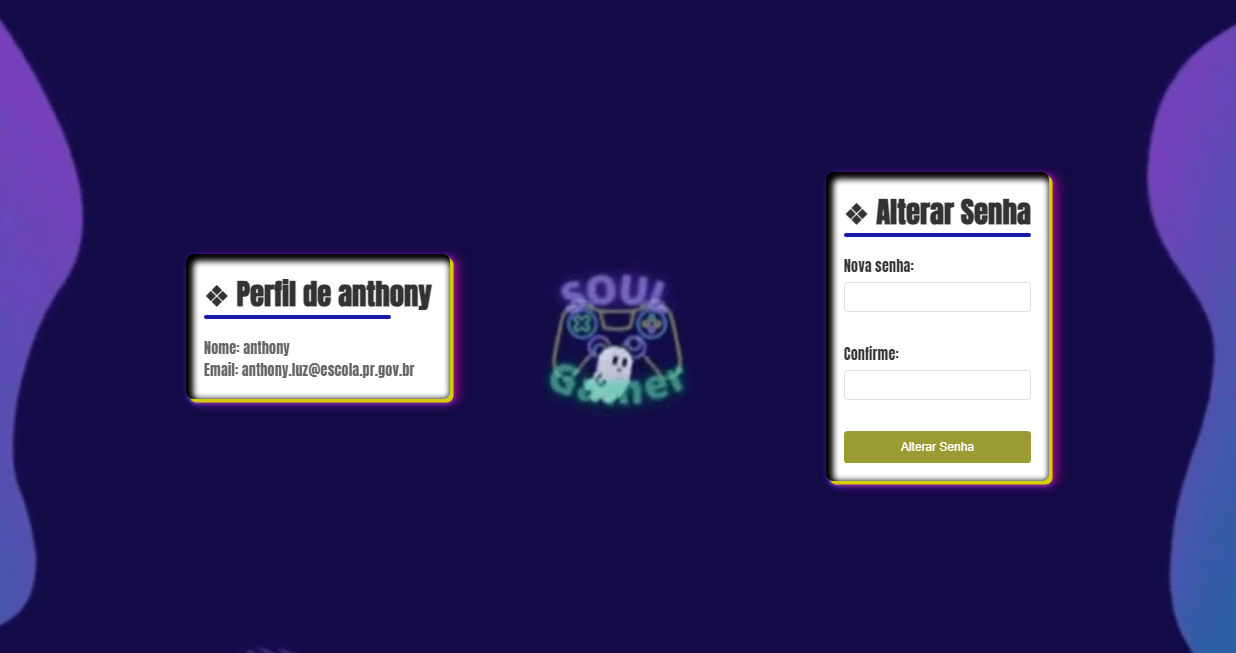 ❖ Perfil de anthony
Nome: anthony
Email: anthony.luz@escola.pr.gov.br
SOUL
Gamer
❖ Alterar Senha
Nova senha:
Confirme:
Alterar Senha